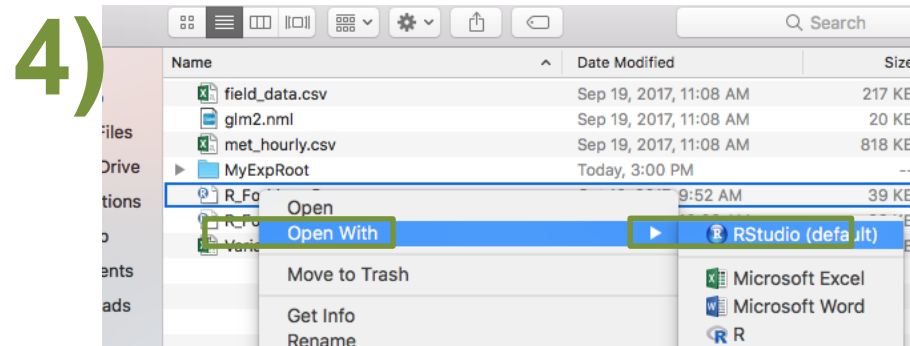 4)
Search
Name Date Modified Size
field_data.csv Sep 19, 2017, 11:08 AM 217 KB
glm2.nml Sep 19, 2017, 11:08 AM 20 KB
Files met_hourly.csv Sep 19, 2017, 11:08 AM 818 KB
Drive MyExpRoot Today, 3:00 PM --
tions R_Fo 9:52 AM 39 KB
Open
Open With RStudio (default)
ents Move to Trash Microsoft Excel
ads Get Info Microsoft Word
Rename R